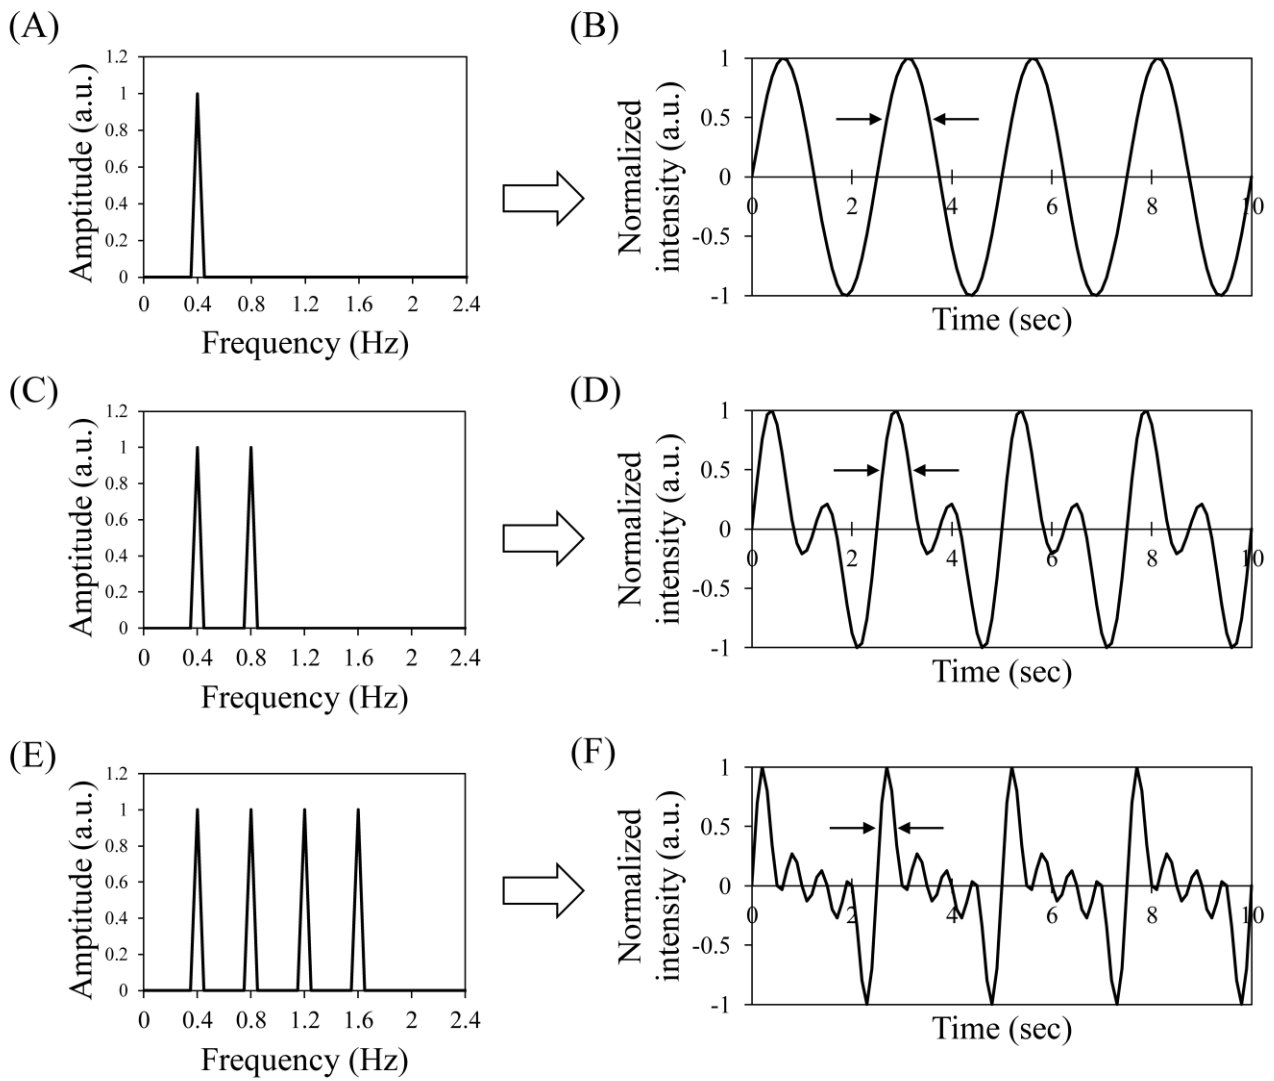 (A)
1.2
1
0.8
0.6
0.4
0.2
0
Amptitude (a.u.)
0 0.4 0.8 1.2 1.6 2 2.4
Frequency (Hz)
(B)
1
0.5
0
-0.5
-1
Normalized
intensity (a.u.)
0 2 4 6 8 10
Time (sec)
(C)
1.2
1
0.8
0.6
0.4
0.2
0
Amptitude (a.u.)
0 0.4 0.8 1.2 1.6 2 2.4
Frequency (Hz)
(D)
1
0.5
0
-0.5
-1
Normalized
intensity (a.u.)
0 2 4 6 8 10
Time (sec)
(E)
1.2
1
0.8
0.6
0.4
0.2
0
Amptitude (a.u.)
0 0.4 0.8 1.2 1.6 2 2.4
Frequency (Hz)
(F)
1
0.5
0
-0.5
-1
Normalized
intensity (a.u.)
0 2 4 6 8 10
Time (sec)